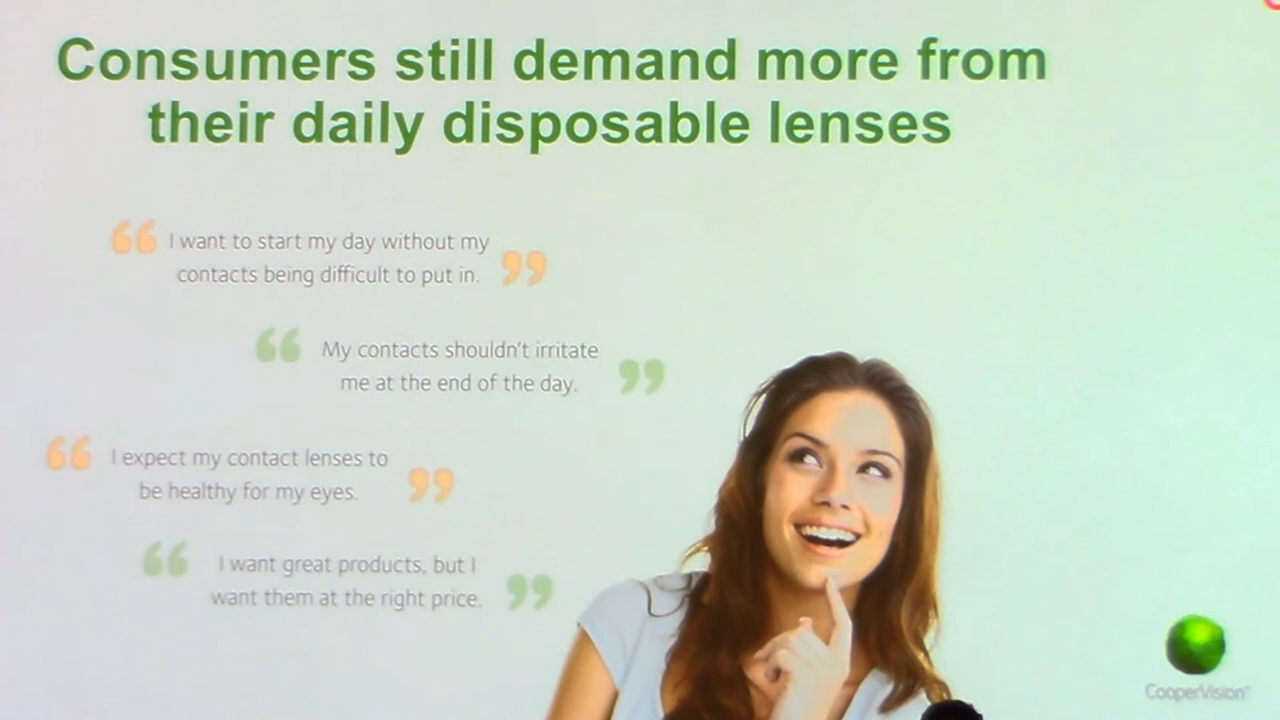 Consumers still demand more from
their daily disposable lenses
“ I want to start my day without my
contacts being difficult to put in. ”
“ My contacts shouldn't irritate
me at the end of the day. ”
“ I expect my contact lenses to
be healthy for my eyes. ”
“ I want great products, but I
want them at the right price. ”
CooperVision™